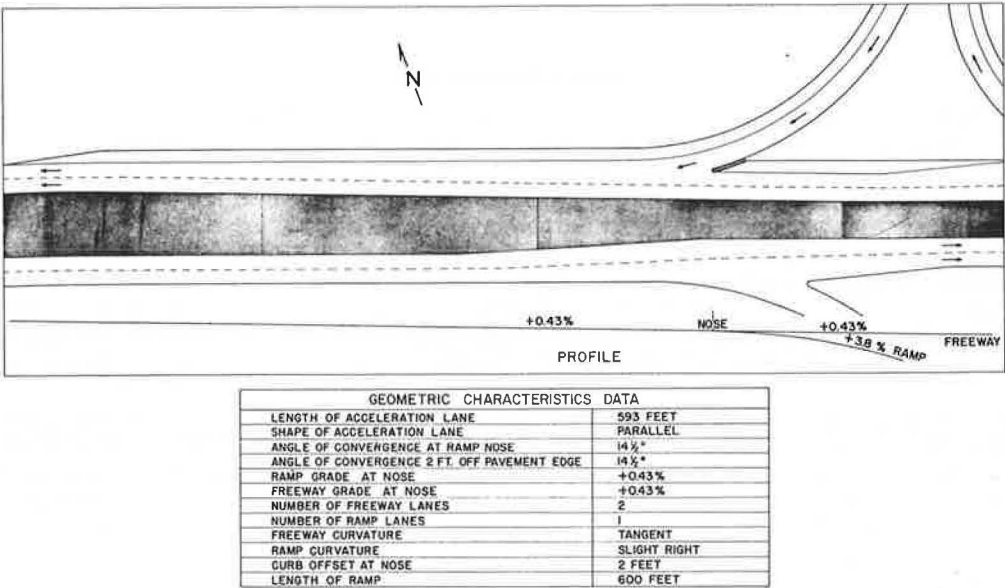 N
+0.43%
NOSE
+0.43%
+3.8 % RAMP
FREEWAY
PROFILE
GEOMETRIC CHARACTERISTICS DATA
LENGTH OF ACCELERATION LANE 593 FEET
SHAPE OF ACCELERATION LANE PARALLEL
ANGLE OF CONVERGENCE AT RAMP NOSE 14½°
ANGLE OF CONVERGENCE 2 FT. OFF PAVEMENT EDGE 14½°
RAMP GRADE AT NOSE +0.43%
FREEWAY GRADE AT NOSE +0.43%
NUMBER OF FREEWAY LANES 2
NUMBER OF RAMP LANES 1
FREEWAY CURVATURE TANGENT
RAMP CURVATURE SLIGHT RIGHT
CURB OFFSET AT NOSE 2 FEET
LENGTH OF RAMP 600 FEET